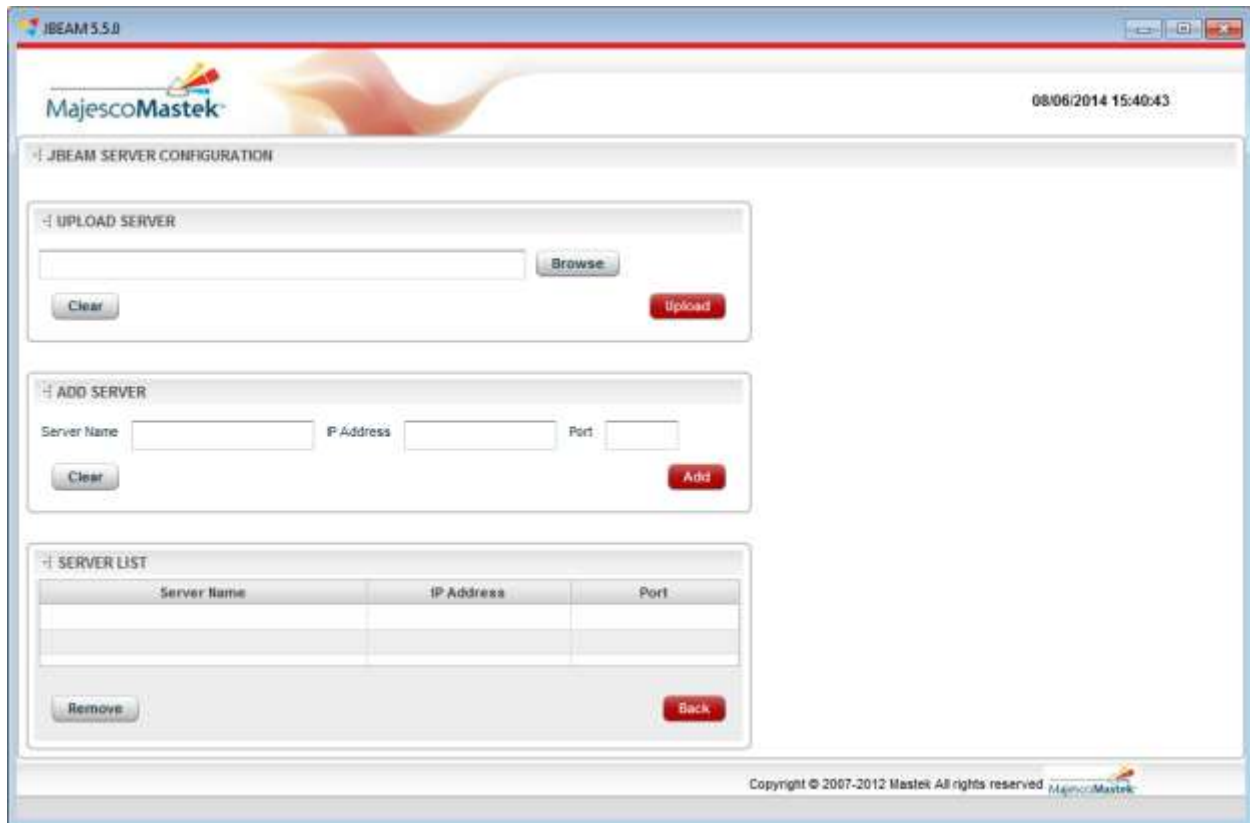 JBEAM 5.5.0
MajescoMastek
08/06/2014 15:40:43
JBEAM SERVER CONFIGURATION
UPLOAD SERVER
Browse
Clear
Upload
ADD SERVER
Server Name
IP Address
Port
Clear
Add
SERVER LIST
Server Name
IP Address
Port
Remove
Back
Copyright © 2007-2012 Mastek All rights reserved
MajescoMastek